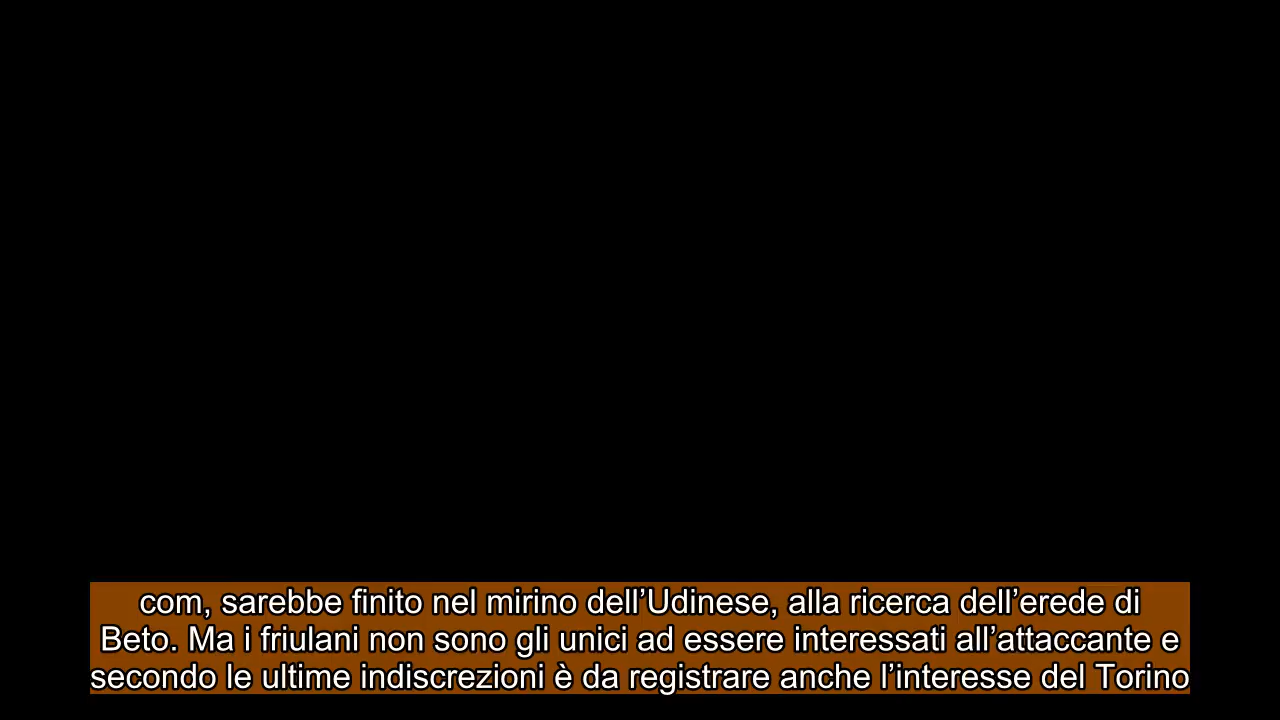 com, sarebbe finito nel mirino dell’Udinese, alla ricerca dell’erede di
Beto. Ma i friulani non sono gli unici ad essere interessati all’attaccante e
secondo le ultime indiscrezioni è da registrare anche l’interesse del Torino